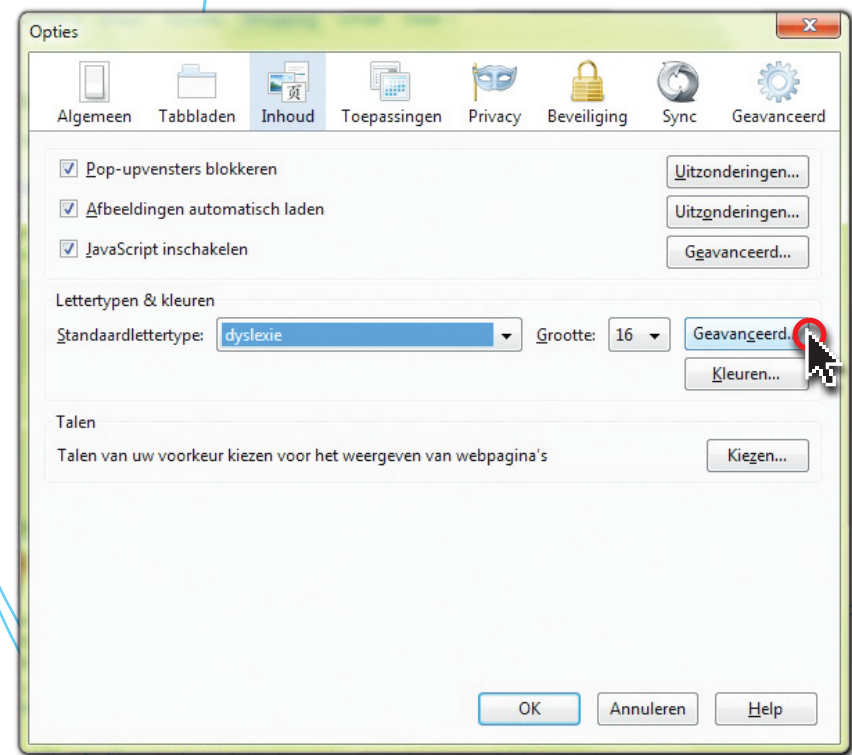 Opties
Algemeen Tabbladen Inhoud Toepassingen Privacy Beveiliging Sync Geavanceerd
Pop-upvensters blokkeren Uitzonderingen...
Afbeeldingen automatisch laden Uitzonderingen...
JavaScript inschakelen Geavanceerd...
Lettertypen & kleuren
Standaardlettertype: dyslexie Grootte: 16 Geavanceerd...
Kleuren...
Talen
Talen van uw voorkeur kiezen voor het weergeven van webpagina's Kiezen...
OK Annuleren Help